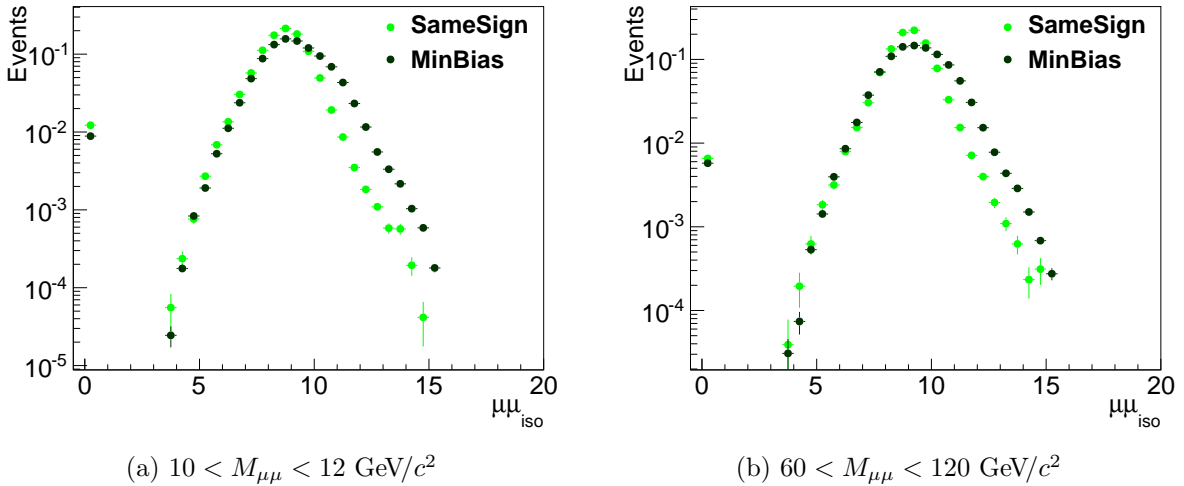 Events
SameSign
MinBias
10⁻¹
10⁻²
10⁻³
10⁻⁴
10⁻⁵
0 5 10 15 20
μμ_iso
(a) 10 < M_μμ < 12 GeV/c²
Events
SameSign
MinBias
10⁻¹
10⁻²
10⁻³
10⁻⁴
0 5 10 15 20
μμ_iso
(b) 60 < M_μμ < 120 GeV/c²